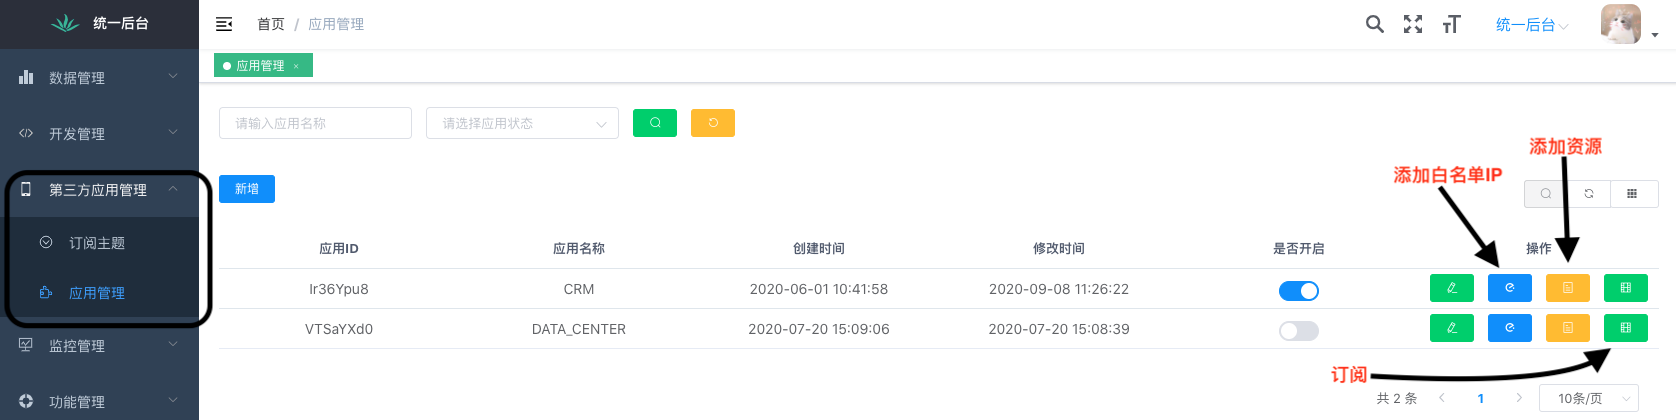 统一后台
首页 / 应用管理
统一后台
应用管理 ×
数据管理
开发管理
第三方应用管理
订阅主题
应用管理
监控管理
功能管理
请输入应用名称
请选择应用状态
添加资源
添加白名单IP
新增
应用ID 应用名称 创建时间 修改时间 是否开启 操作
Ir36Ypu8 CRM 2020-06-01 10:41:58 2020-09-08 11:26:22
VTSaYXd0 DATA_CENTER 2020-07-20 15:09:06 2020-07-20 15:08:39
订阅
共 2 条 1 10条/页